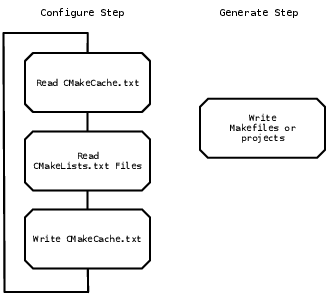 Configure Step
Generate Step
Read CMakeCache.txt
Read
CMakeLists.txt Files
Write CMakeCache.txt
Write
Makefiles or
projects